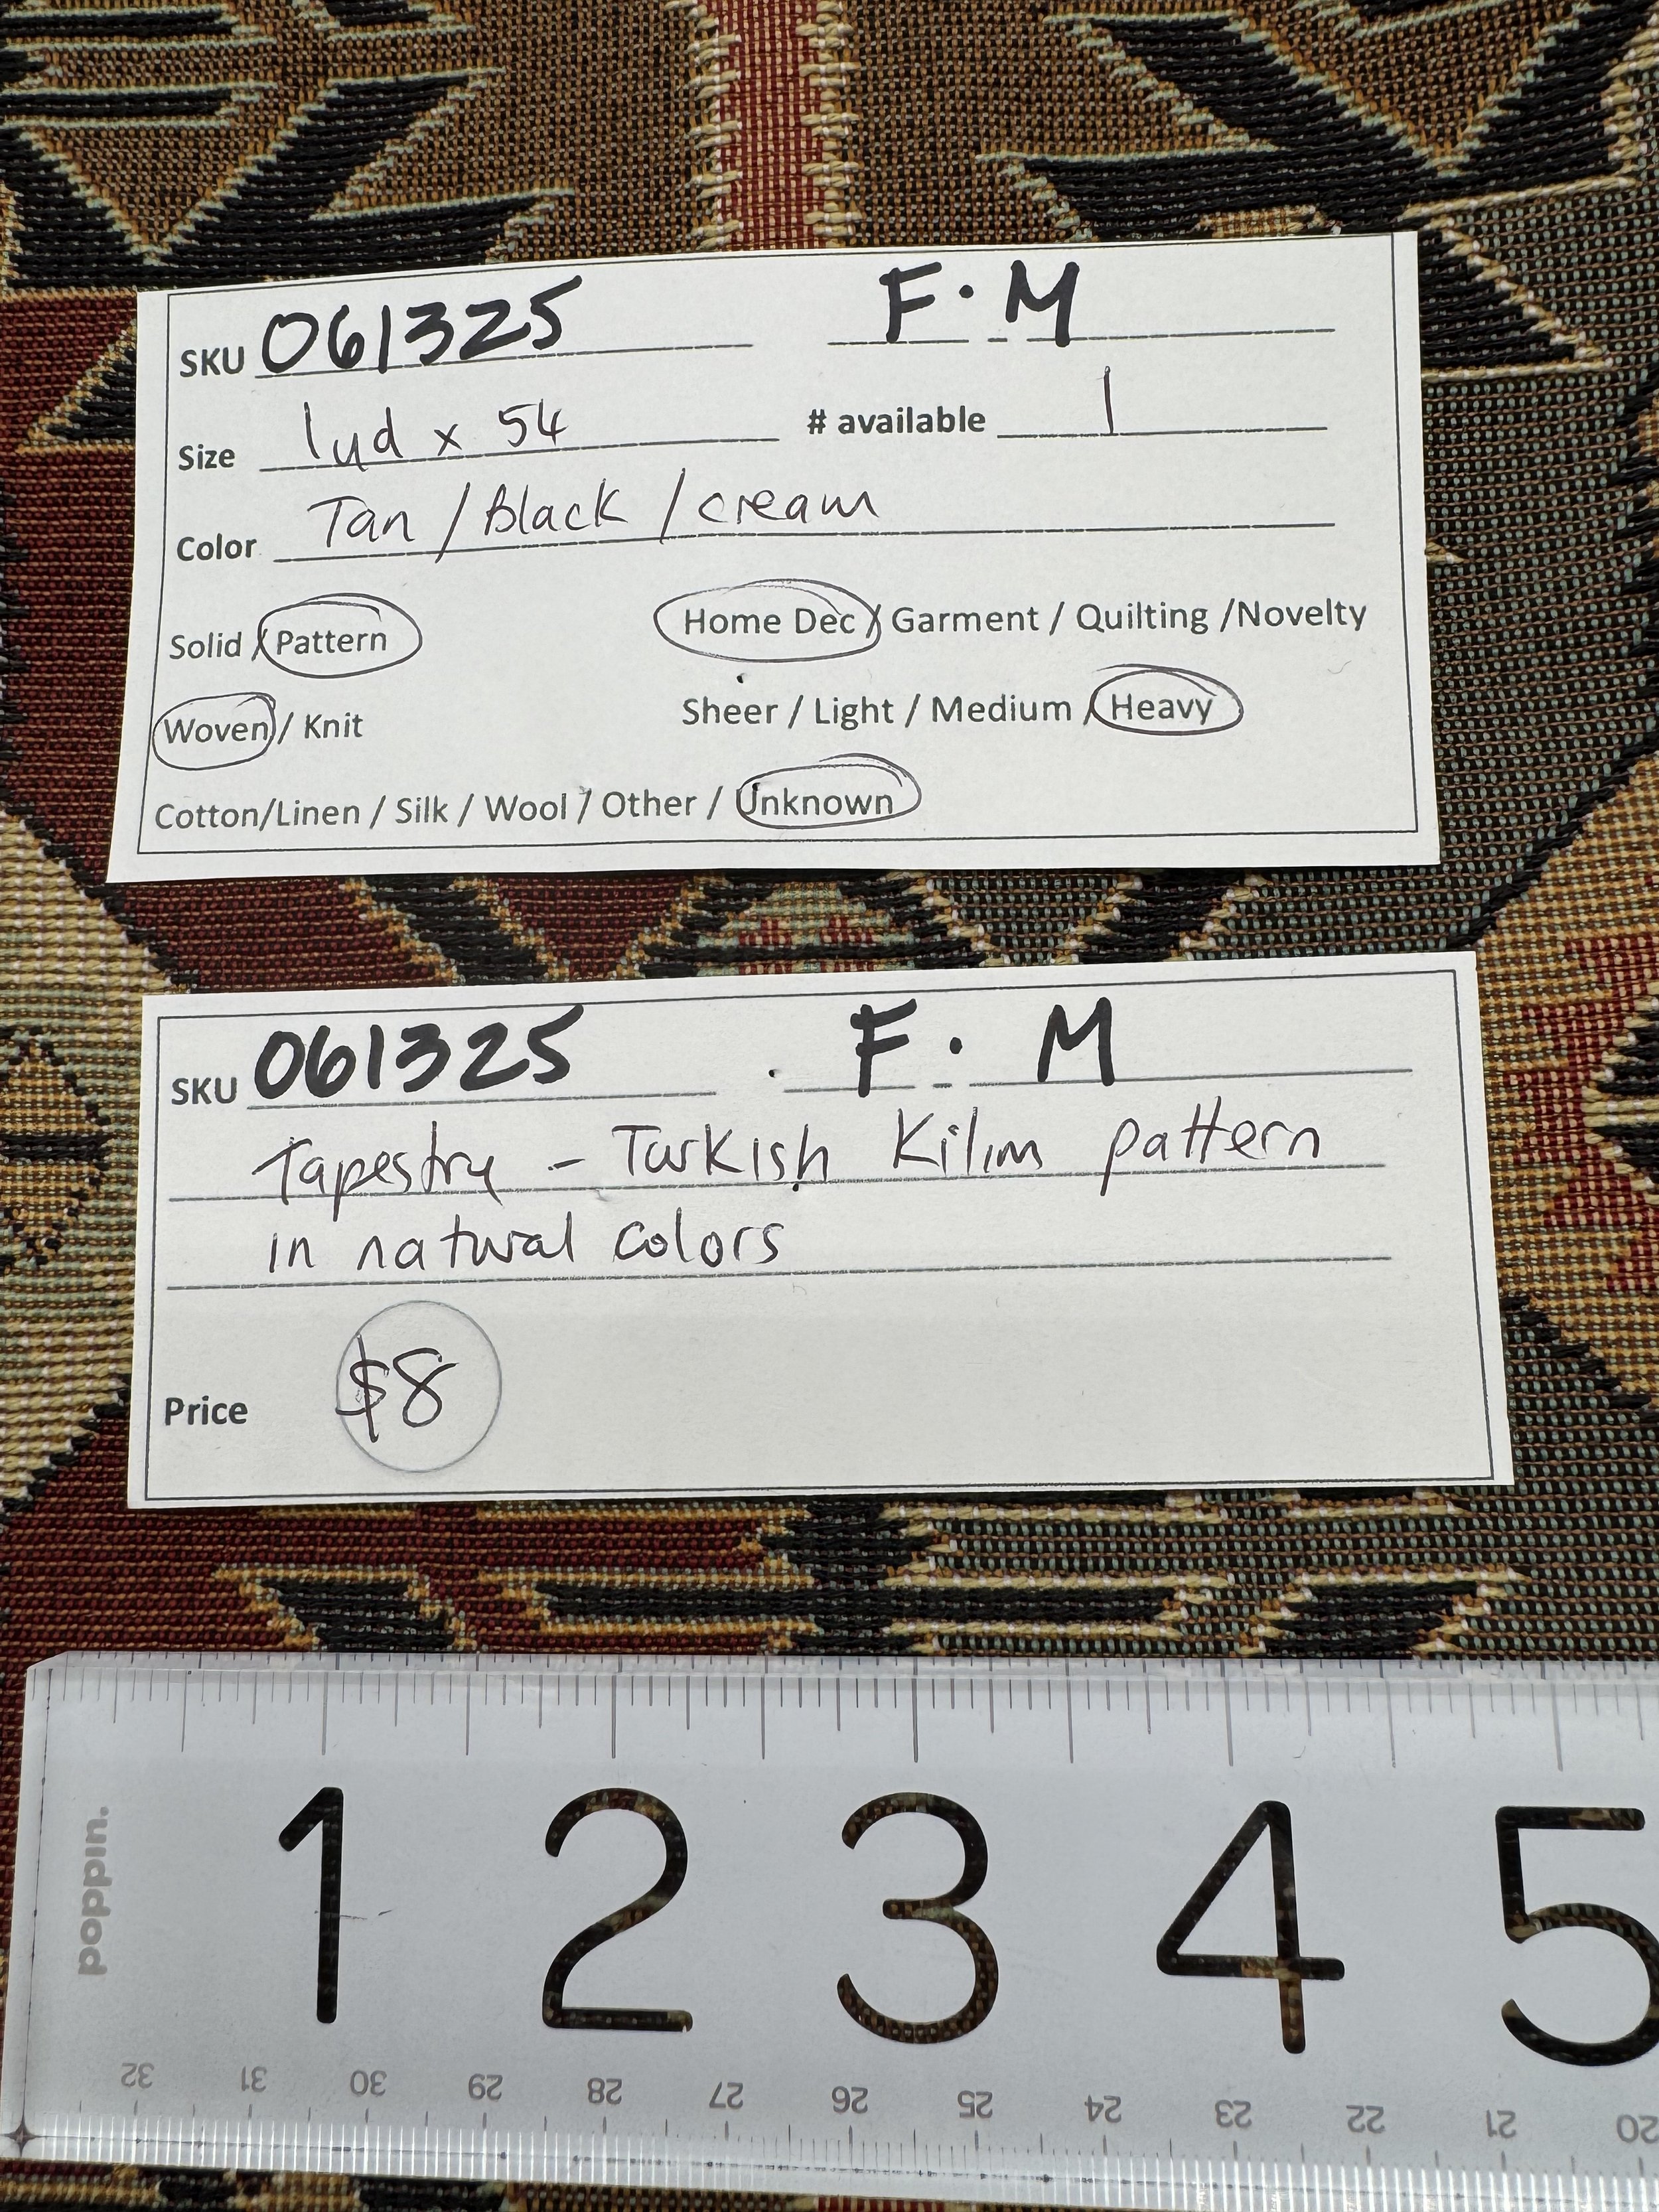 SKU 061325 F. M
Size 1yd x 54 # available 1
Color Tan / Black / cream
Solid / Pattern Home Dec / Garment / Quilting /Novelty
Woven / Knit Sheer / Light / Medium / Heavy
Cotton/Linen / Silk / Wool / Other / Unknown
SKU 061325 F. M
Tapestry - Turkish Kilim pattern
in natural colors
Price $8
poppin.
1 2 3 4 5
32 31 30 29 28 27 26 25 24 23 22 21 20